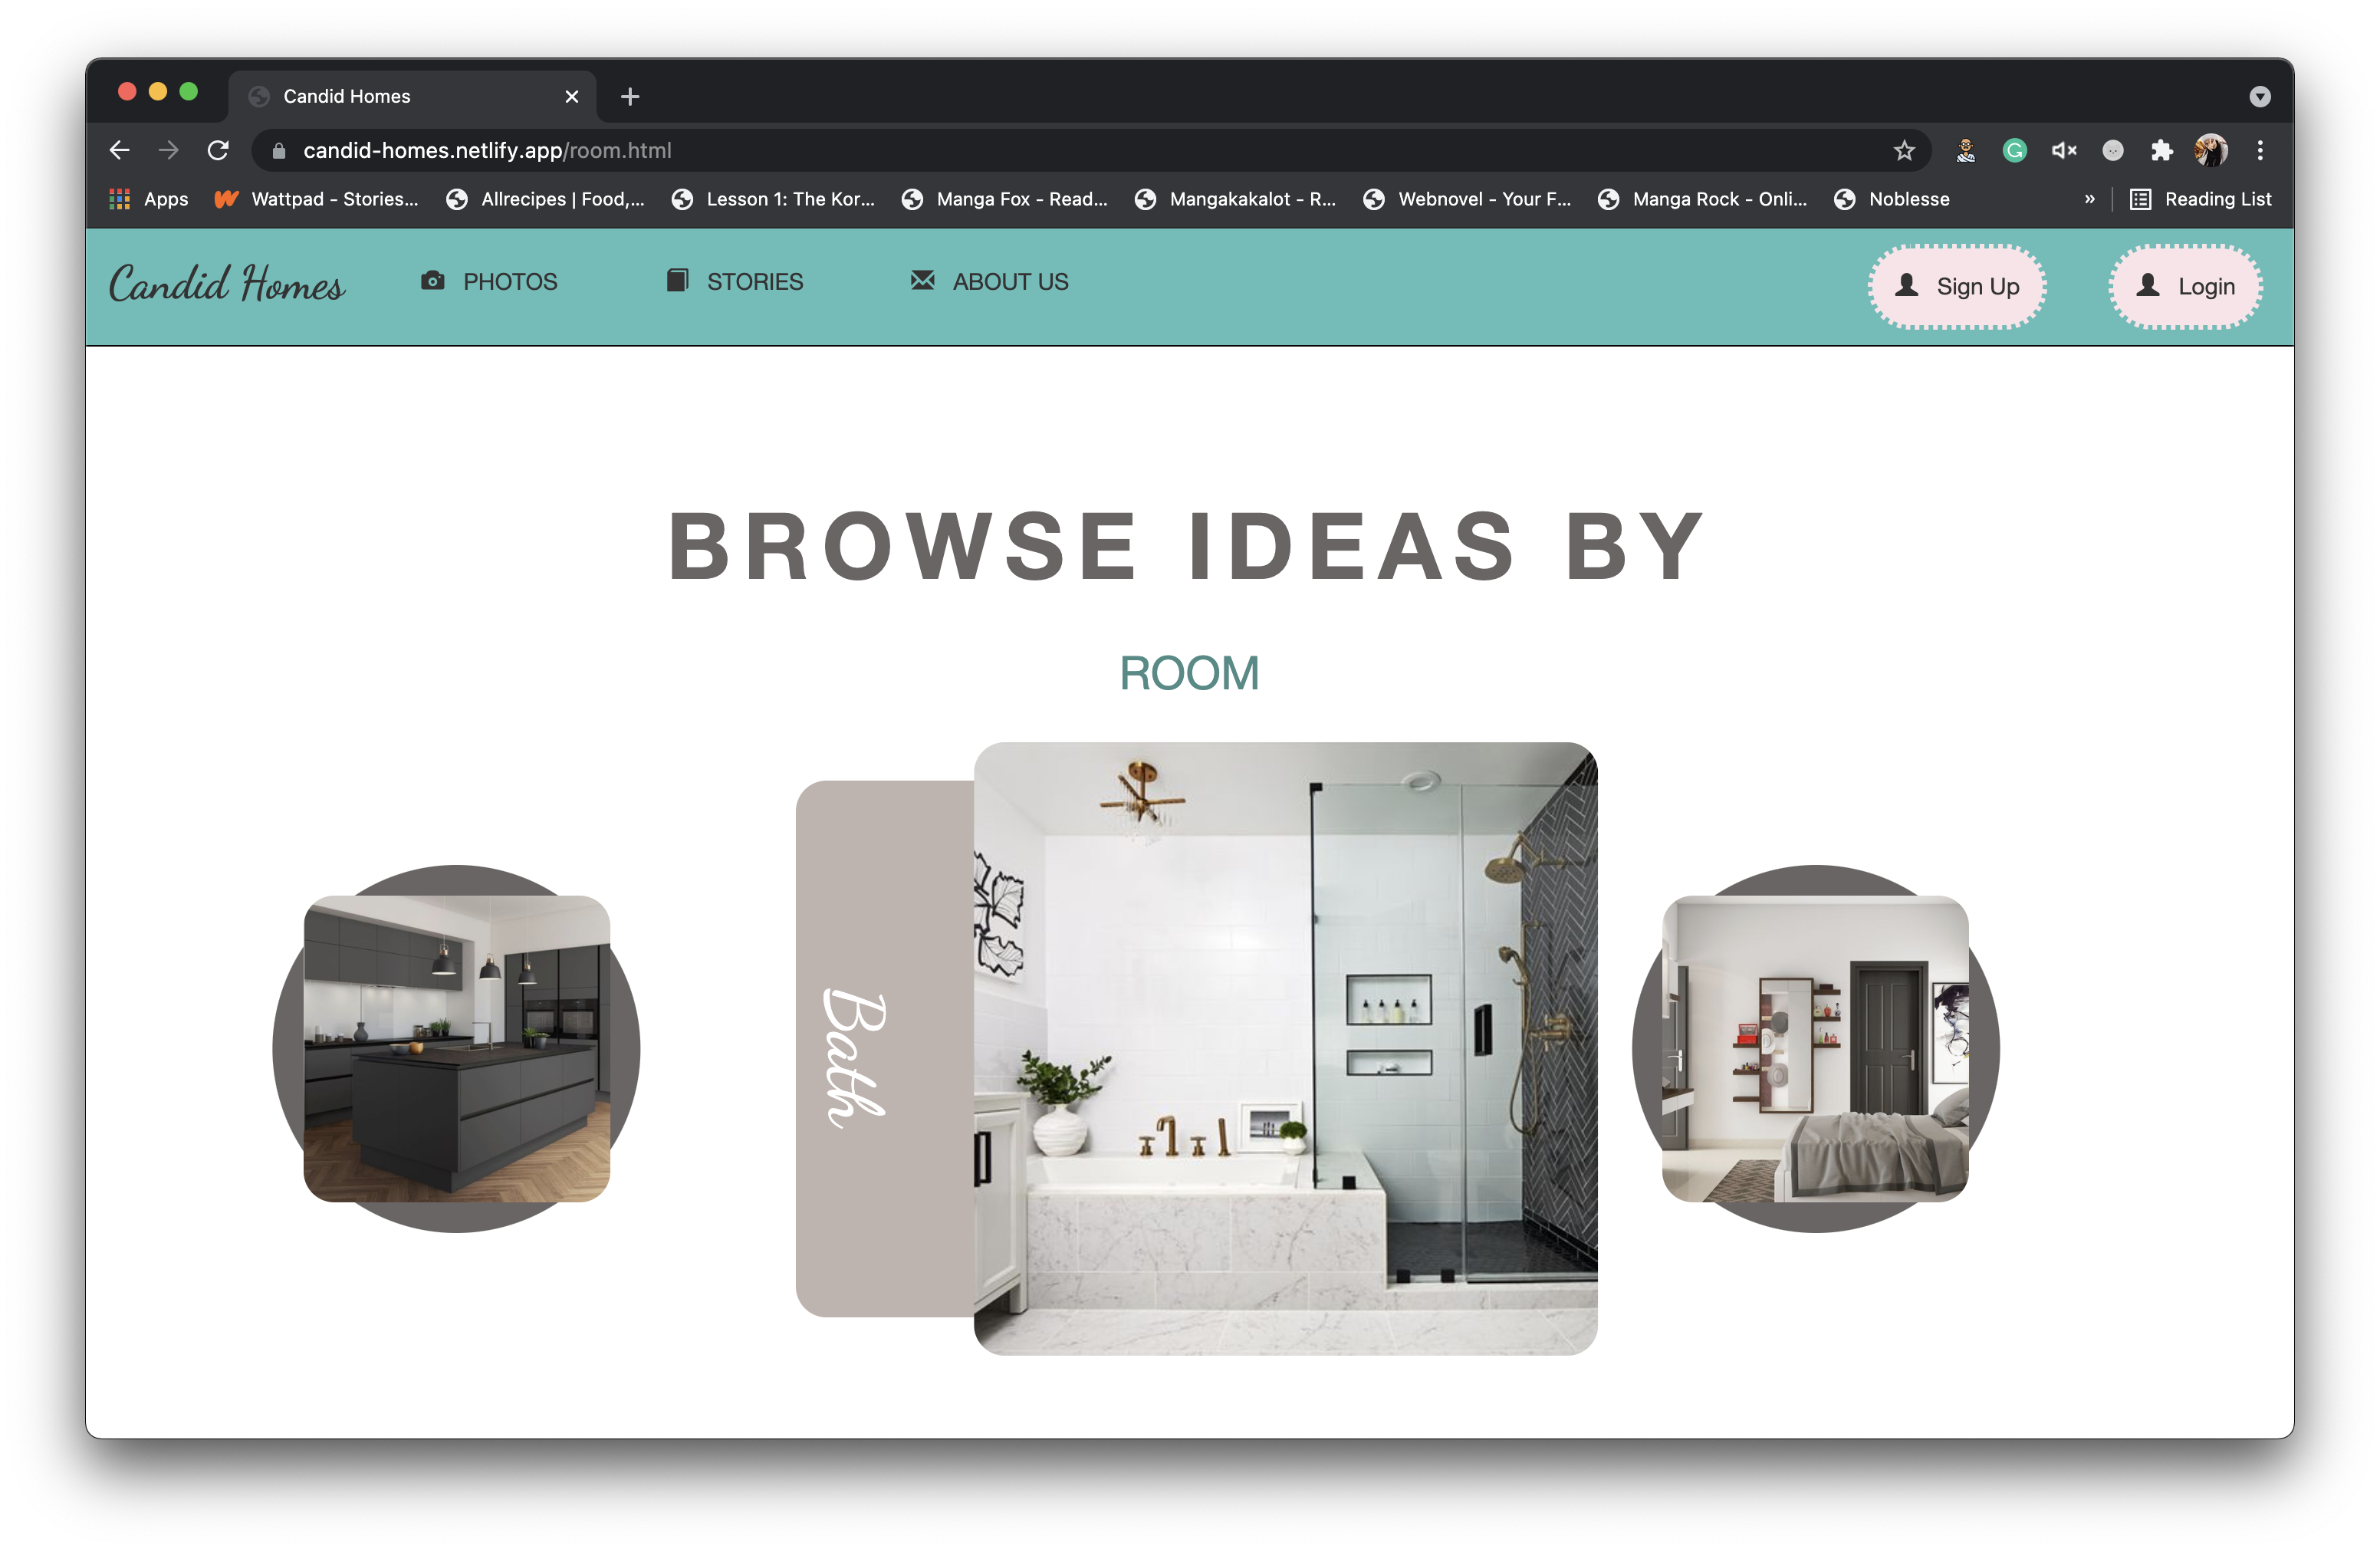 Candid Homes
candid-homes.netlify.app/room.html
Apps Wattpad - Stories... Allrecipes | Food,... Lesson 1: The Kor... Manga Fox - Read... Mangakakalot - R... Webnovel - Your F... Manga Rock - Onli... Noblesse » Reading List
Candid Homes PHOTOS STORIES ABOUT US Sign Up Login
BROWSE IDEAS BY
ROOM
Bath